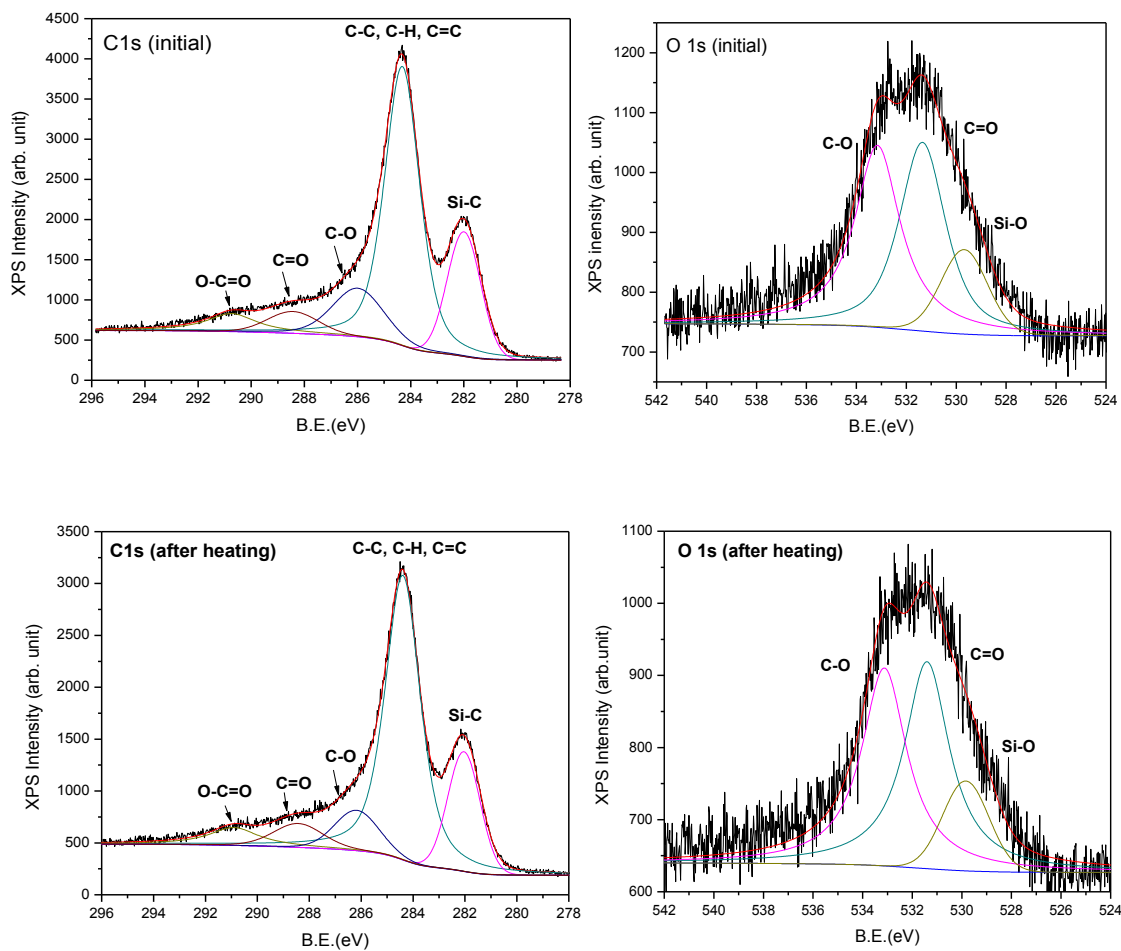 C1s (initial)
C-C, C-H, C=C
Si-C
C-O
C=O
O-C=O
4500
4000
3500
3000
2500
2000
1500
1000
500
0
296 294 292 290 288 286 284 282 280 278
XPS Intensity (arb. unit)
B.E.(eV)
O 1s (initial)
C-O
C=O
Si-O
1200
1100
1000
900
800
700
542 540 538 536 534 532 530 528 526 524
XPS inensity (arb. unit)
B.E.(eV)
C1s (after heating)
C-C, C-H, C=C
Si-C
C-O
C=O
O-C=O
3500
3000
2500
2000
1500
1000
500
0
296 294 292 290 288 286 284 282 280 278
XPS Intensity (arb. unit)
B.E.(eV)
O 1s (after heating)
C-O
C=O
Si-O
1100
1000
900
800
700
600
542 540 538 536 534 532 530 528 526 524
XPS Intensity (arb.unit)
B.E.(eV)